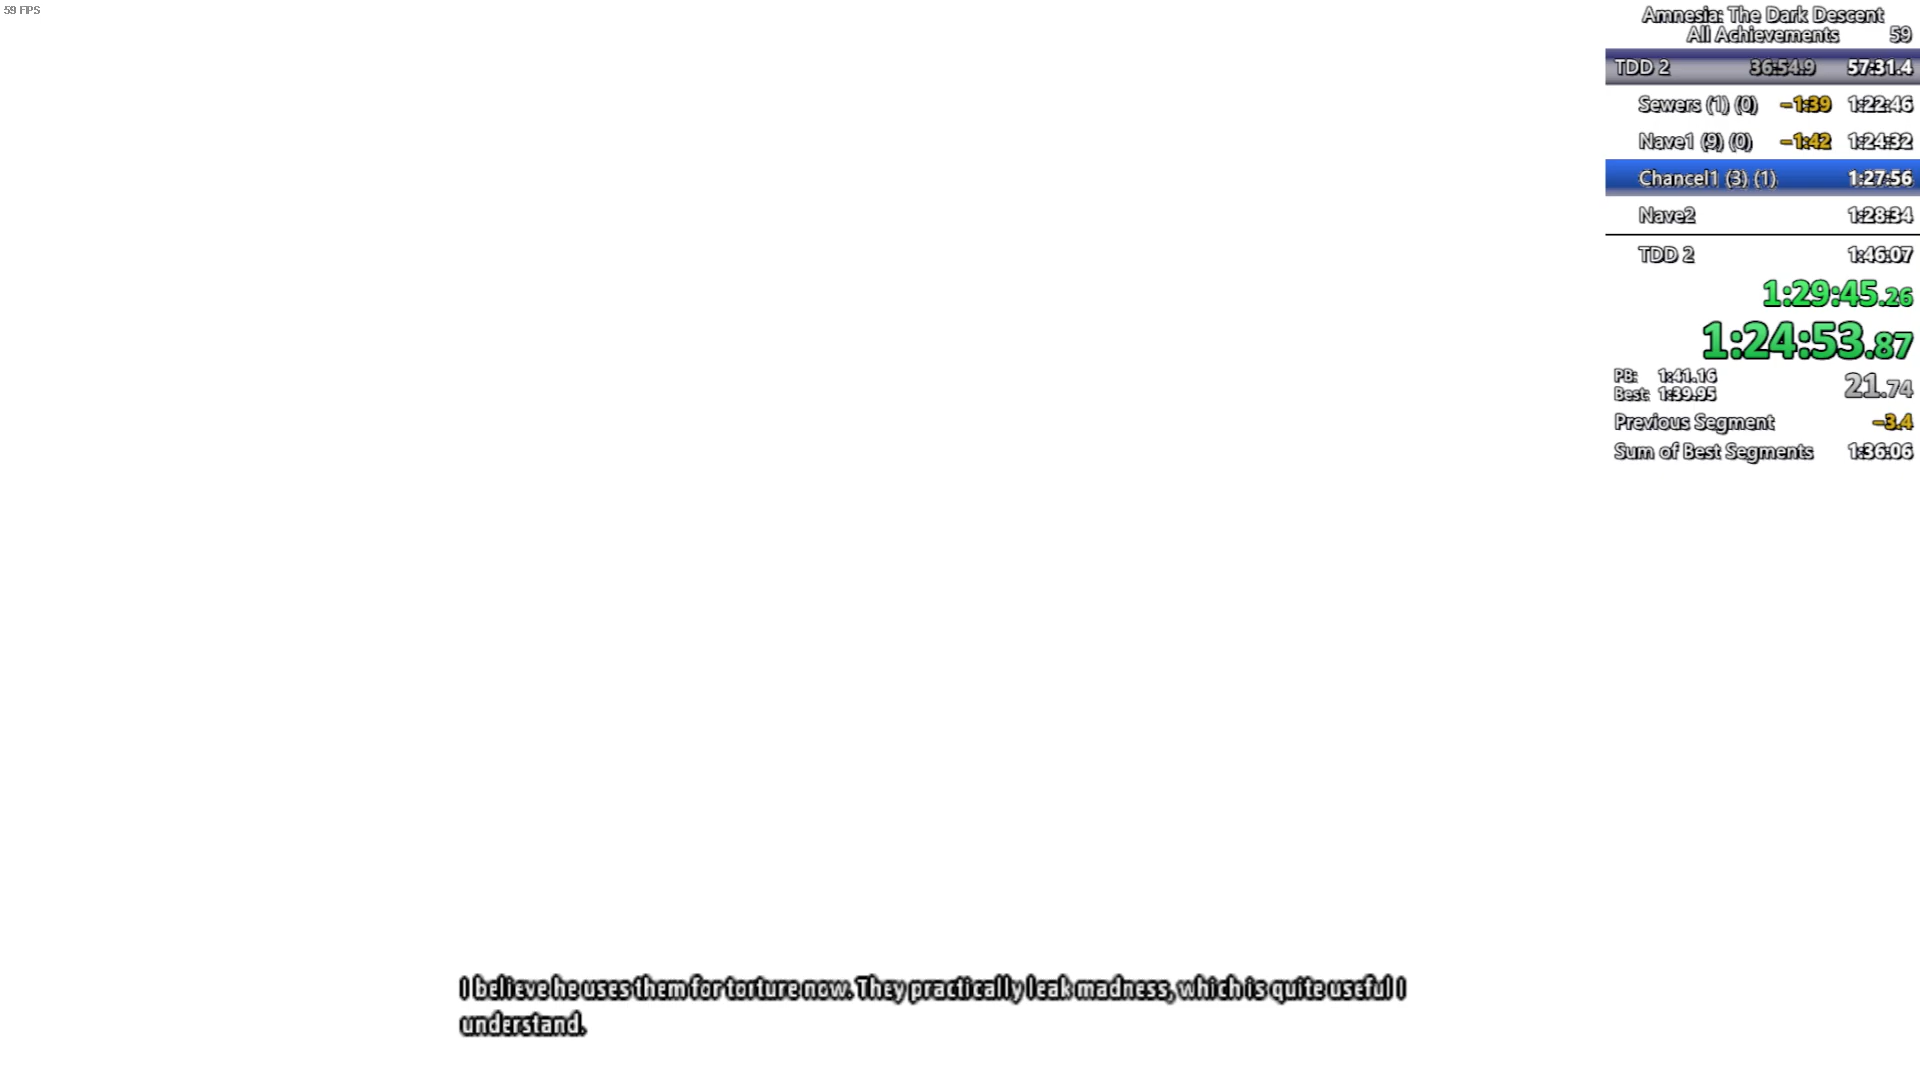 59 FPS
Amnesia: The Dark Descent
All Achievements 59
TDD 2 36:54.9 57:31.4
Sewers (1) (0) -1:39 1:22:46
Nave1 (9) (0) -1:42 1:24:32
Chancel1 (3) (1) 1:27:56
Nave2 1:28:34
TDD 2 1:46:07
1:29:45.26
1:24:53.87
PB: 1:41.16 21.74
Best: 1:39.95
Previous Segment -3.4
Sum of Best Segments 1:36:06
I believe he uses them for torture now. They practically leak madness, which is quite useful I
understand.